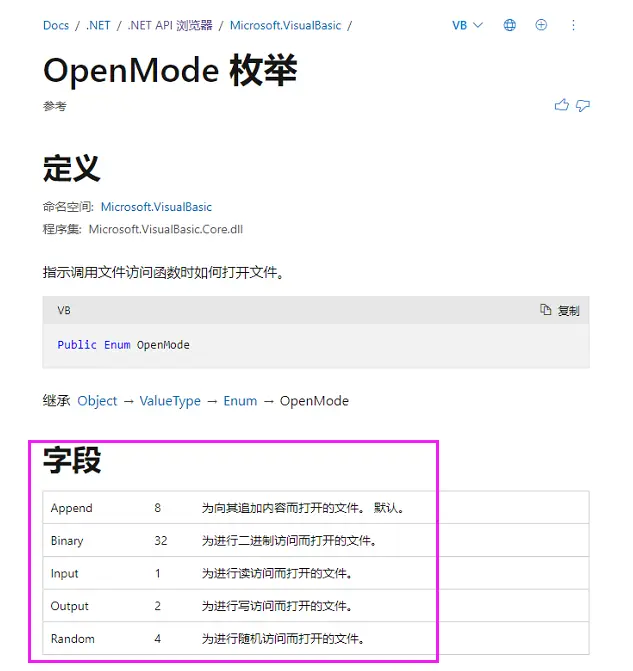 Docs / .NET / .NET API 浏览器 / Microsoft.VisualBasic / VB
OpenMode 枚举
参考
定义
命名空间: Microsoft.VisualBasic
程序集: Microsoft.VisualBasic.Core.dll
指示调用文件访问函数时如何打开文件。
VB 复制
Public Enum OpenMode
继承 Object → ValueType → Enum → OpenMode
字段
Append 8 为向其追加内容而打开的文件。 默认。
Binary 32 为进行二进制访问而打开的文件。
Input 1 为进行读访问而打开的文件。
Output 2 为进行写访问而打开的文件。
Random 4 为进行随机访问而打开的文件。